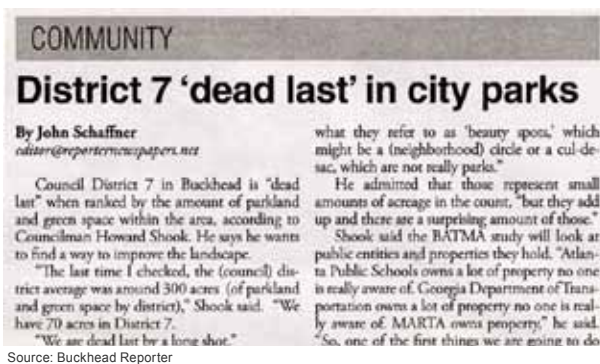 COMMUNITY
District 7 ‘dead last’ in city parks
By John Schaffner
editor@reporternewspapers.net
Council District 7 in Buckhead is “dead
last” when ranked by the amount of parkland
and green space within the area, according to
Councilman Howard Shook. He says he wants
to find a way to improve the landscape.
“The last time I checked, the (council) dis-
trict average was around 300 acres (of parkland
and green space by district),” Shook said. “We
have 70 acres in District 7.
“We are dead last by a long shot.”
what they refer to as ‘beauty spots,’ which
might be a (neighborhood) circle or a cul-de-
sac, which are not really parks.”
He admitted that those represent small
amounts of acreage in the count, “but they add
up and there are a surprising amount of those.”
Shook said the BATMA study will look at
public entities and properties they hold. “Atlan-
ta Public Schools owns a lot of property no one
is really aware of. Georgia Department of Trans-
portation owns a lot of property no one is real-
ly aware of. MARTA owns property,” he said.
“So, one of the first things we are going to do
Source: Buckhead Reporter